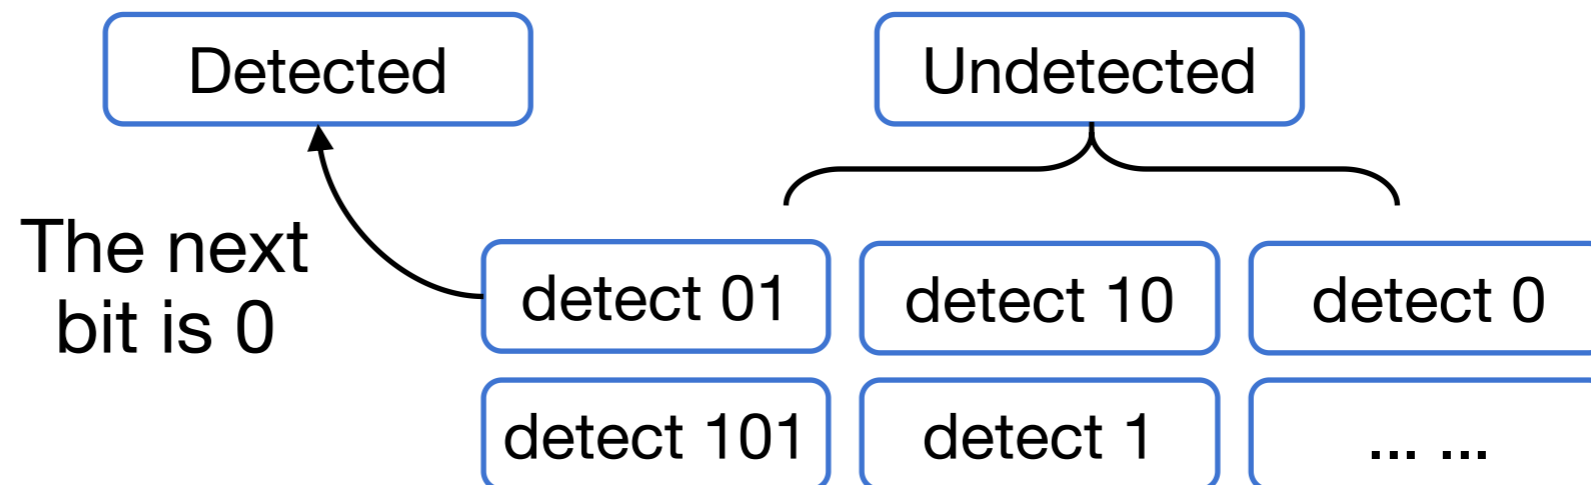 Detected
Undetected
The next
bit is 0
detect 01
detect 10
detect 0
detect 101
detect 1
... ...